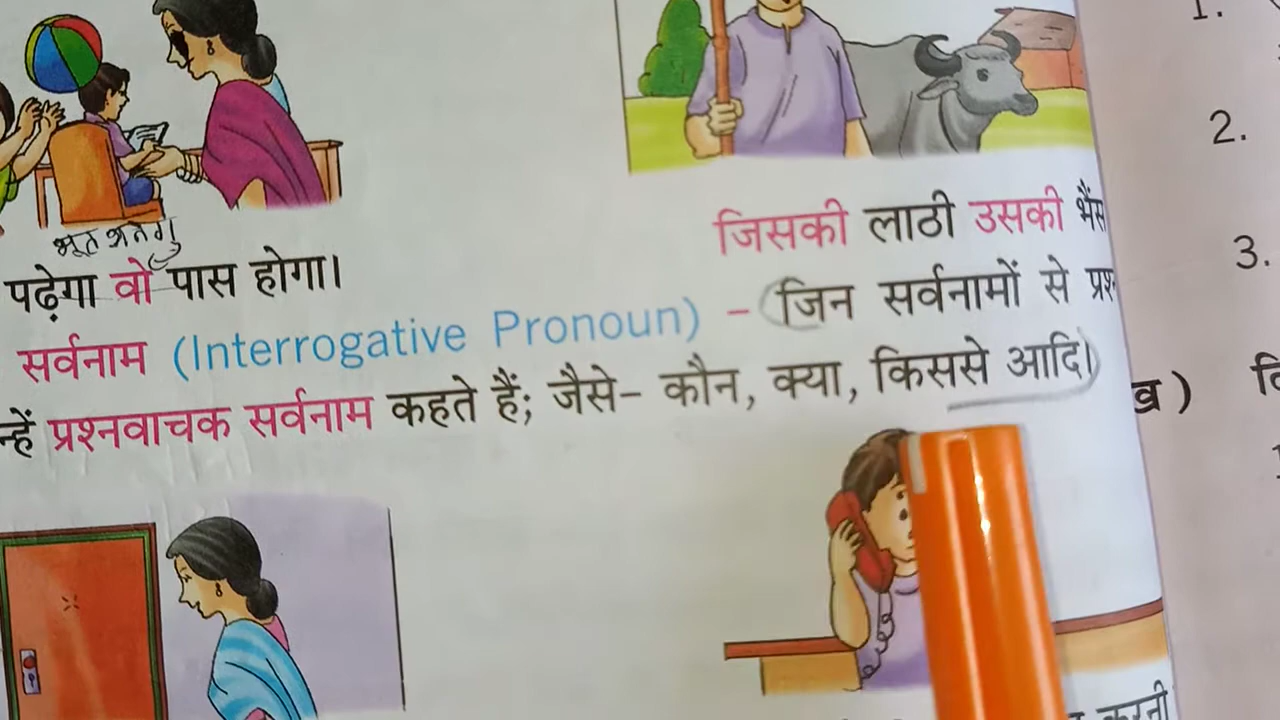 1.
2.
3.
जिसकी लाठी उसकी भैंस
पढ़ेगा वो पास होगा।
सर्वनाम (Interrogative Pronoun) – जिन सर्वनामों से
न्हें प्रश्नवाचक सर्वनाम कहते हैं; जैसे– कौन, क्या, किससे आदि।
ख)
करनी